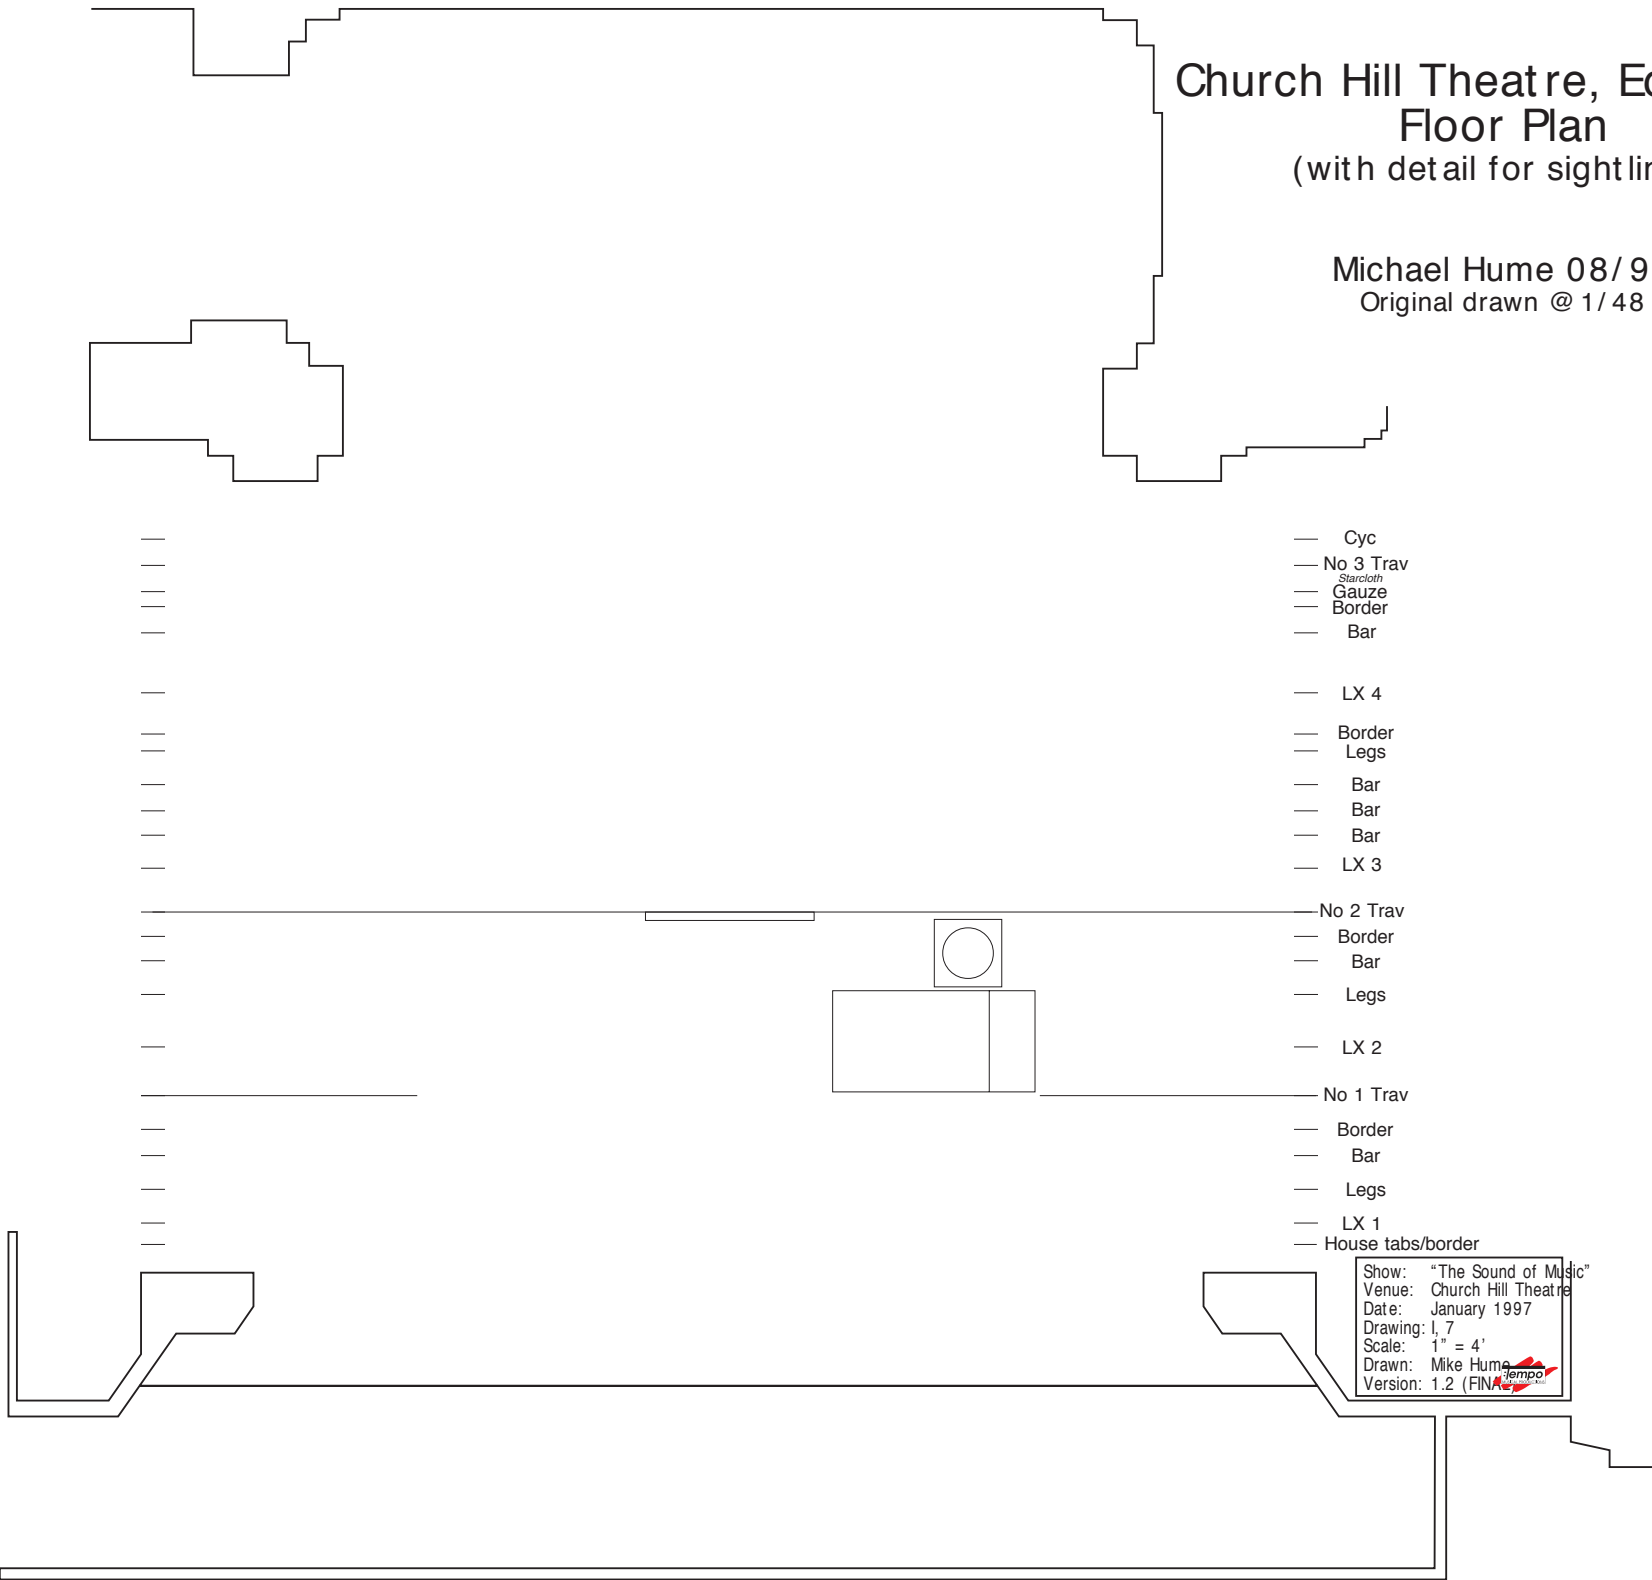 Church Hill Theatre, Ed
Floor Plan
(with detail for sightlin
Michael Hume 08/9
Original drawn @ 1/48
Cyc
No 3 Trav
Starcloth
Gauze
Border
Bar
LX 4
Border
Legs
Bar
Bar
Bar
LX 3
No 2 Trav
Border
Bar
Legs
LX 2
No 1 Trav
Border
Bar
Legs
LX 1
House tabs/border
Show: “The Sound of Music”
Venue: Church Hill Theatre
Date: January 1997
Drawing: I, 7
Scale: 1” = 4’
Drawn: Mike Hume
Version: 1.2 (FINAL)
Tempo